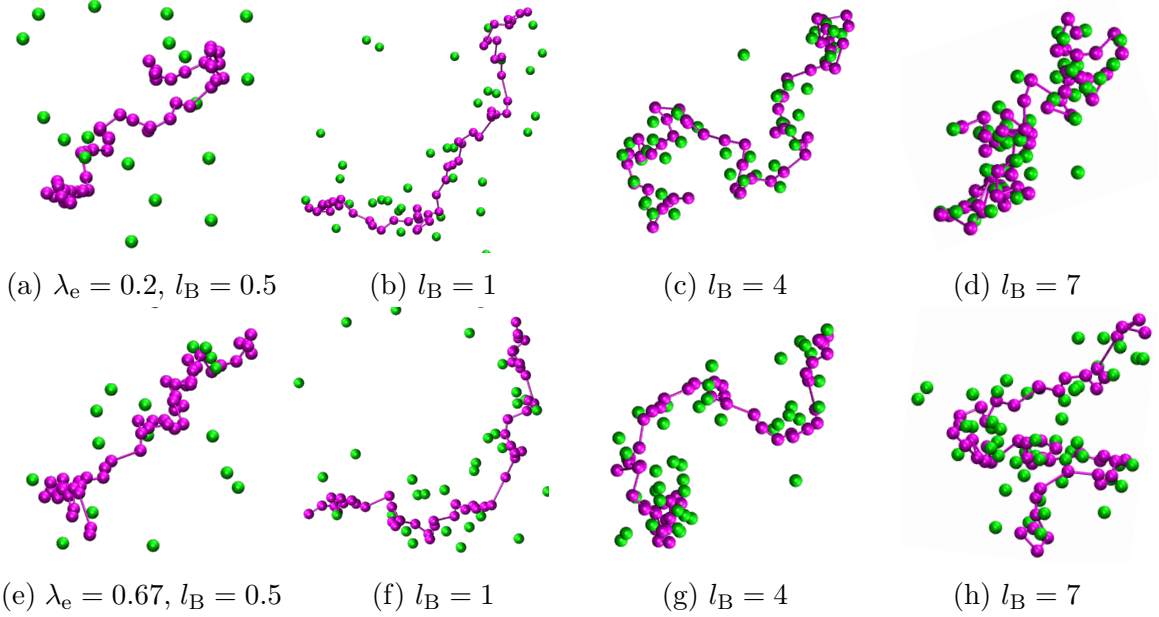 (a) λe = 0.2, lB = 0.5
(b) lB = 1
(c) lB = 4
(d) lB = 7
(e) λe = 0.67, lB = 0.5
(f) lB = 1
(g) lB = 4
(h) lB = 7